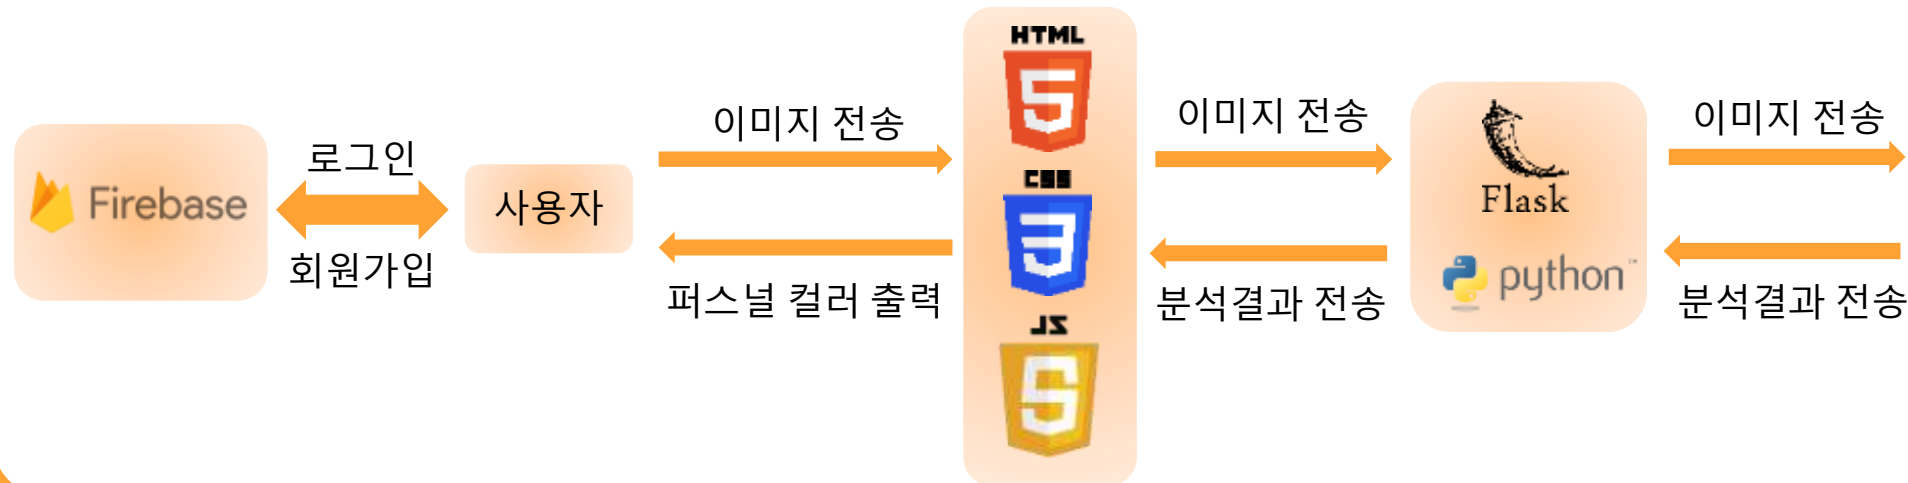 Firebase
로그인
회원가입
사용자
이미지 전송
퍼스널 컬러 출력
HTML
5
CSS
3
JS
이미지 전송
분석결과 전송
Flask
python
이미지 전송
분석결과 전송